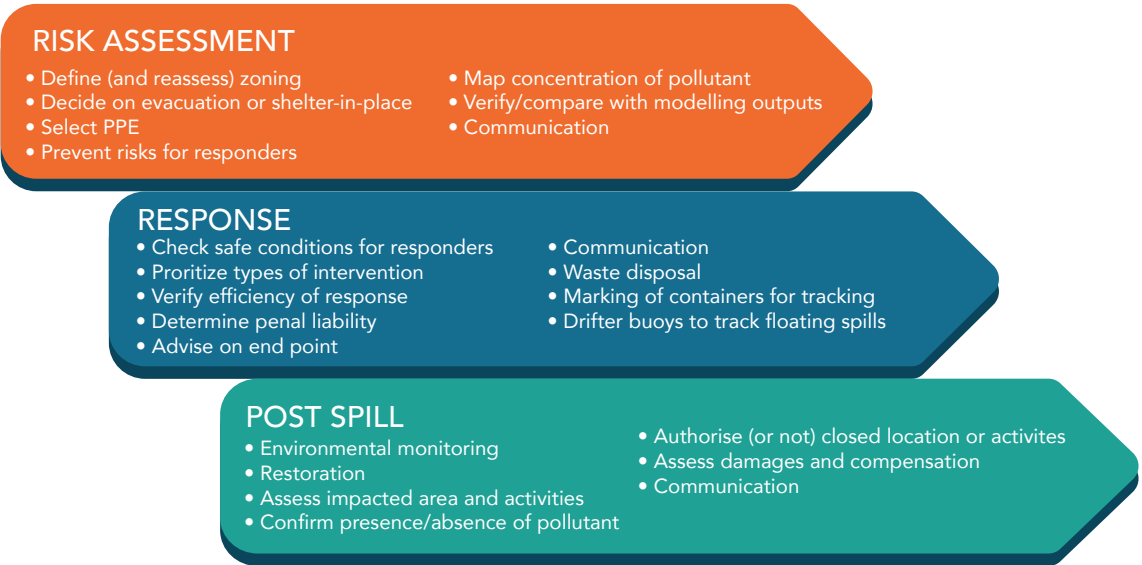 RISK ASSESSMENT
• Define (and reassess) zoning
• Decide on evacuation or shelter-in-place
• Select PPE
• Prevent risks for responders
• Map concentration of pollutant
• Verify/compare with modelling outputs
• Communication
RESPONSE
• Check safe conditions for responders
• Proritize types of intervention
• Verify efficiency of response
• Determine penal liability
• Advise on end point
• Communication
• Waste disposal
• Marking of containers for tracking
• Drifter buoys to track floating spills
POST SPILL
• Environmental monitoring
• Restoration
• Assess impacted area and activities
• Confirm presence/absence of pollutant
• Authorise (or not) closed location or activites
• Assess damages and compensation
• Communication